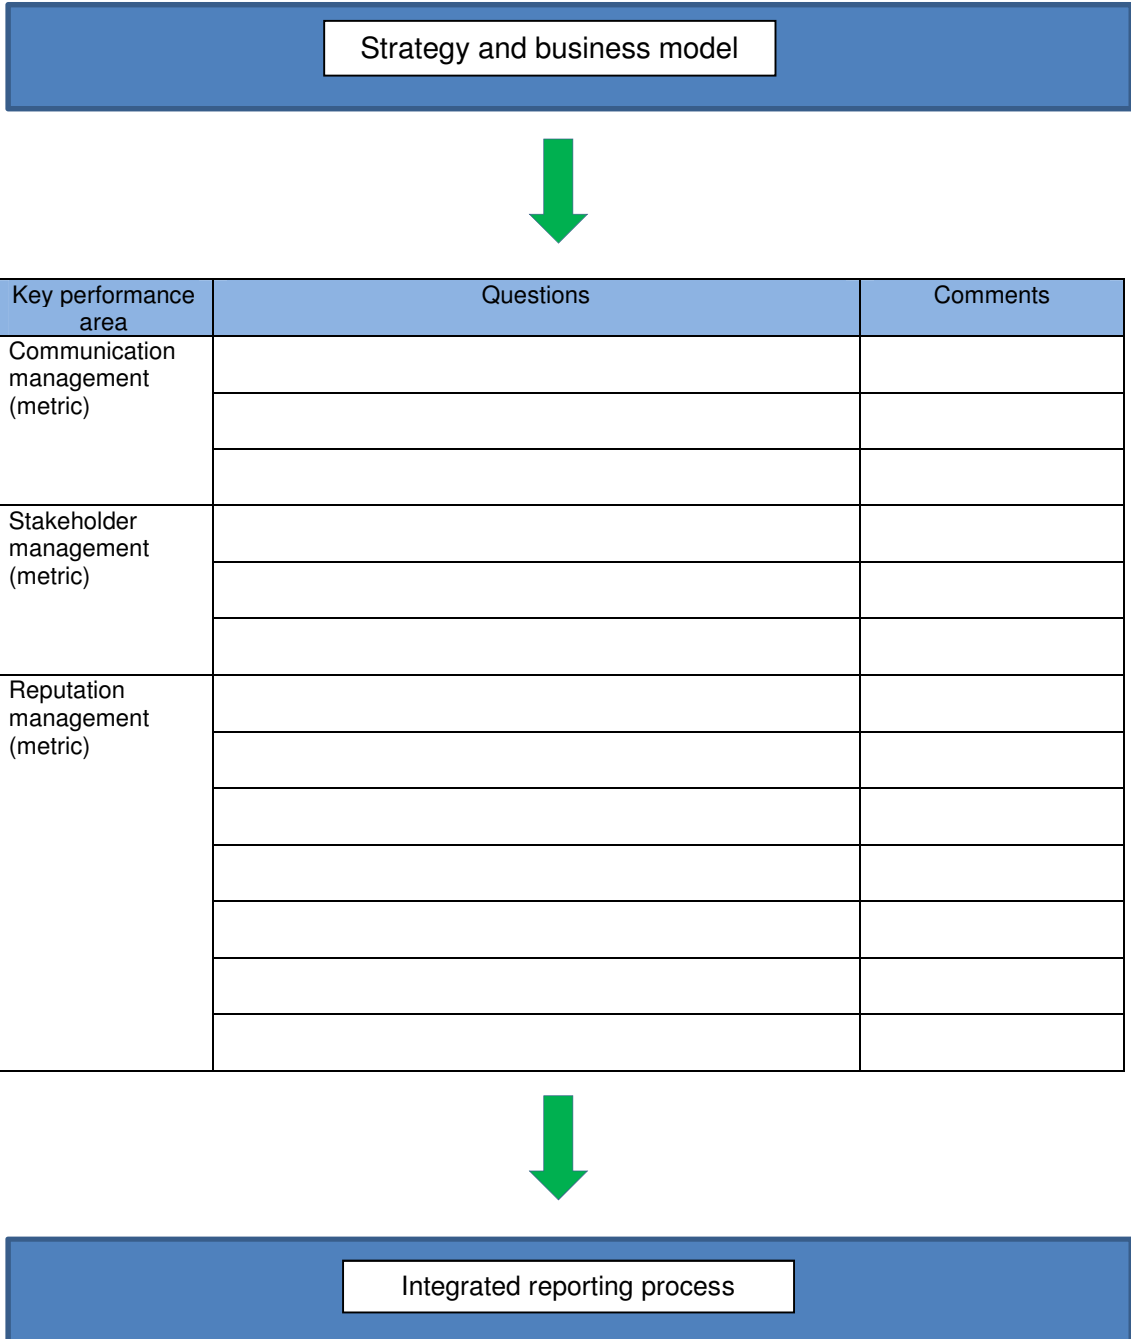 Strategy and business model
Key performance
area
Questions
Comments
Communication
management
(metric)
Stakeholder
management
(metric)
Reputation
management
(metric)
Integrated reporting process